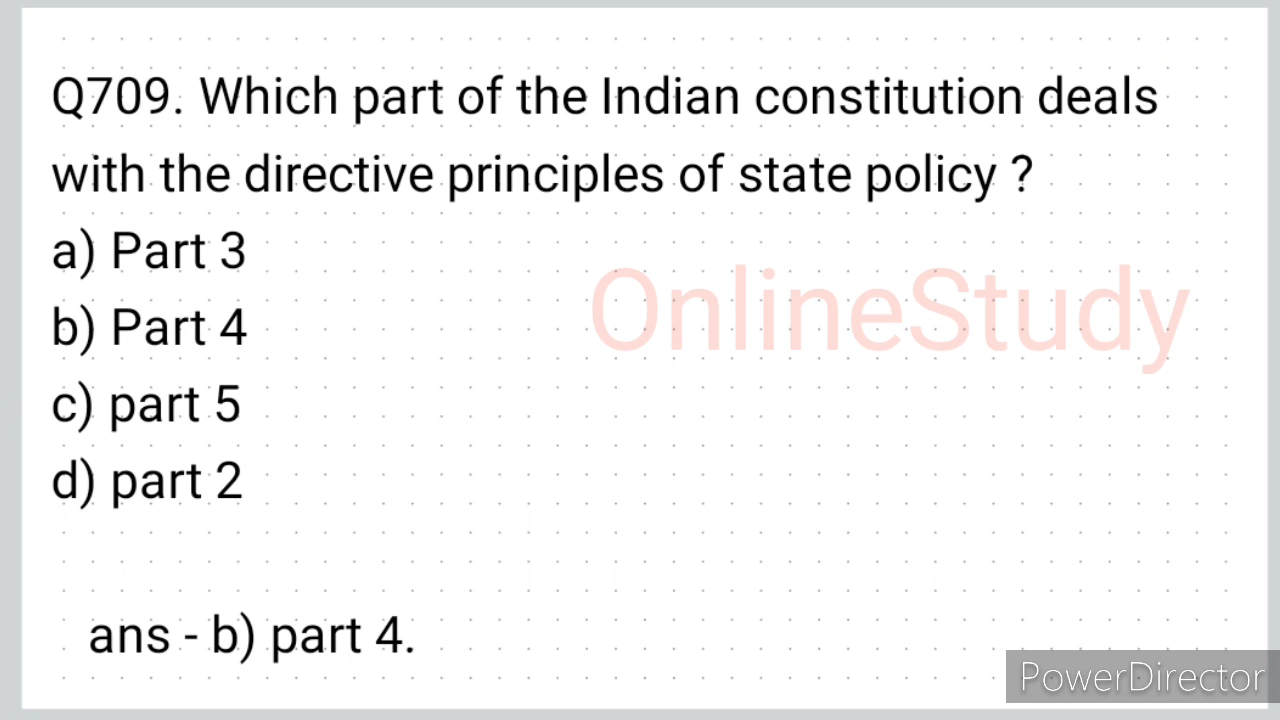 Q709. Which part of the Indian constitution deals
with the directive principles of state policy ?
a) Part 3
b) Part 4
c) part 5
d) part 2
OnlineStudy
ans - b) part 4.
PowerDirector